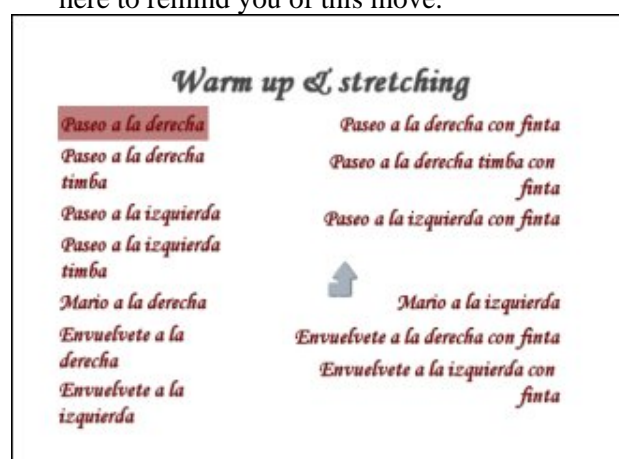 here to remind you of this move.
Warm up & stretching
Paseo a la derecha
Paseo a la derecha
timba
Paseo a la izquierda
Paseo a la izquierda
timba
Mario a la derecha
Envuelvete a la
derecha
Envuelvete a la
izquierda
Paseo a la derecha con finta
Paseo a la derecha timba con
finta
Paseo a la izquierda con finta
Mario a la izquierda
Envuelvete a la derecha con finta
Envuelvete a la izquierda con
finta